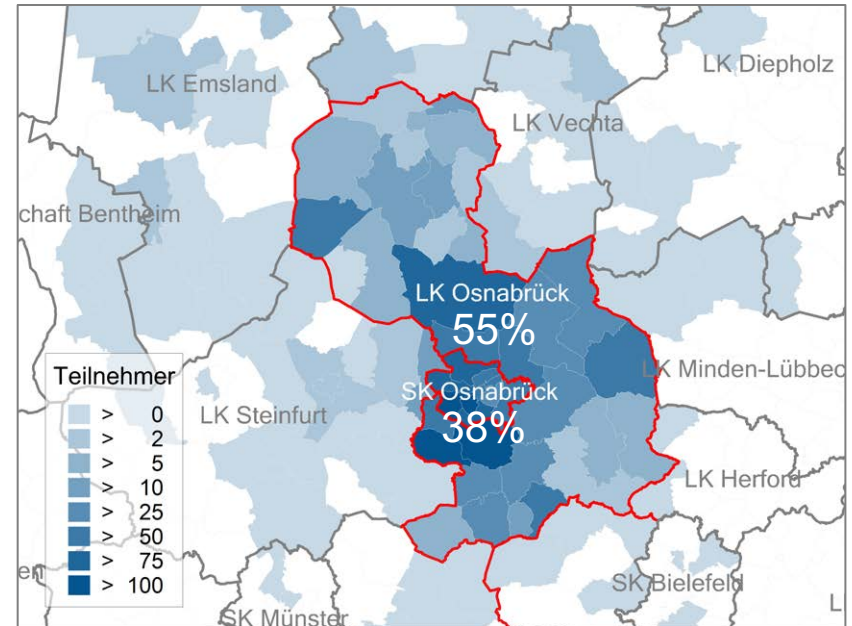 LK Diepholz
LK Emsland
LK Vechta
chaft Bentheim
LK Osnabrück
55%
LK Minden-Lübbec
SK Osnabrück
38%
LK Steinfurt
LK Herford
SK Bielefeld
SK Münster
en
L
Teilnehmer
> 0
> 2
> 5
> 10
> 25
> 50
> 75
> 100